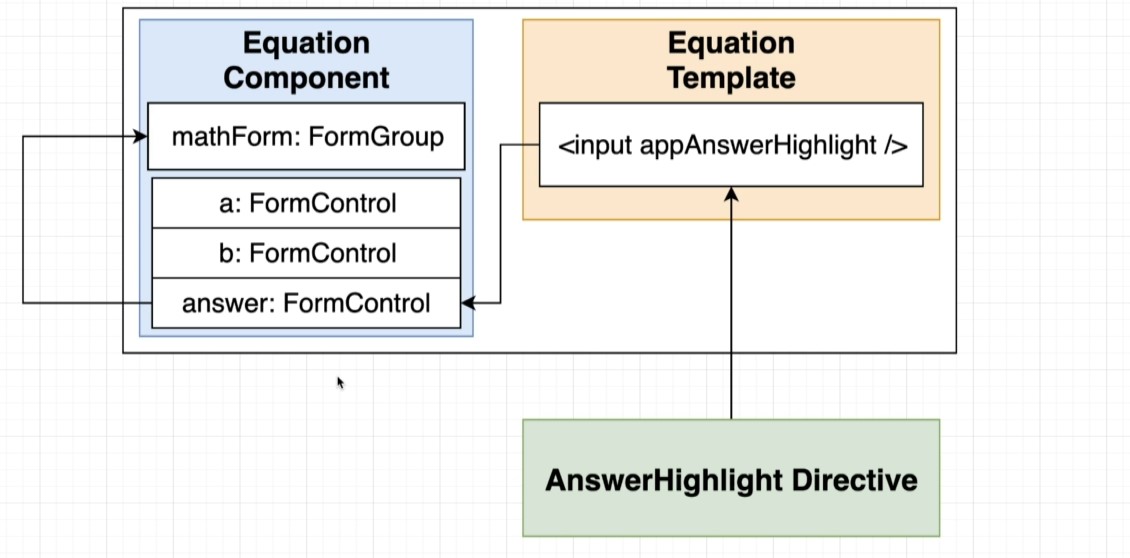 Equation
Component
mathForm: FormGroup
a: FormControl
b: FormControl
answer: FormControl
Equation
Template
<input appAnswerHighlight />
AnswerHighlight Directive